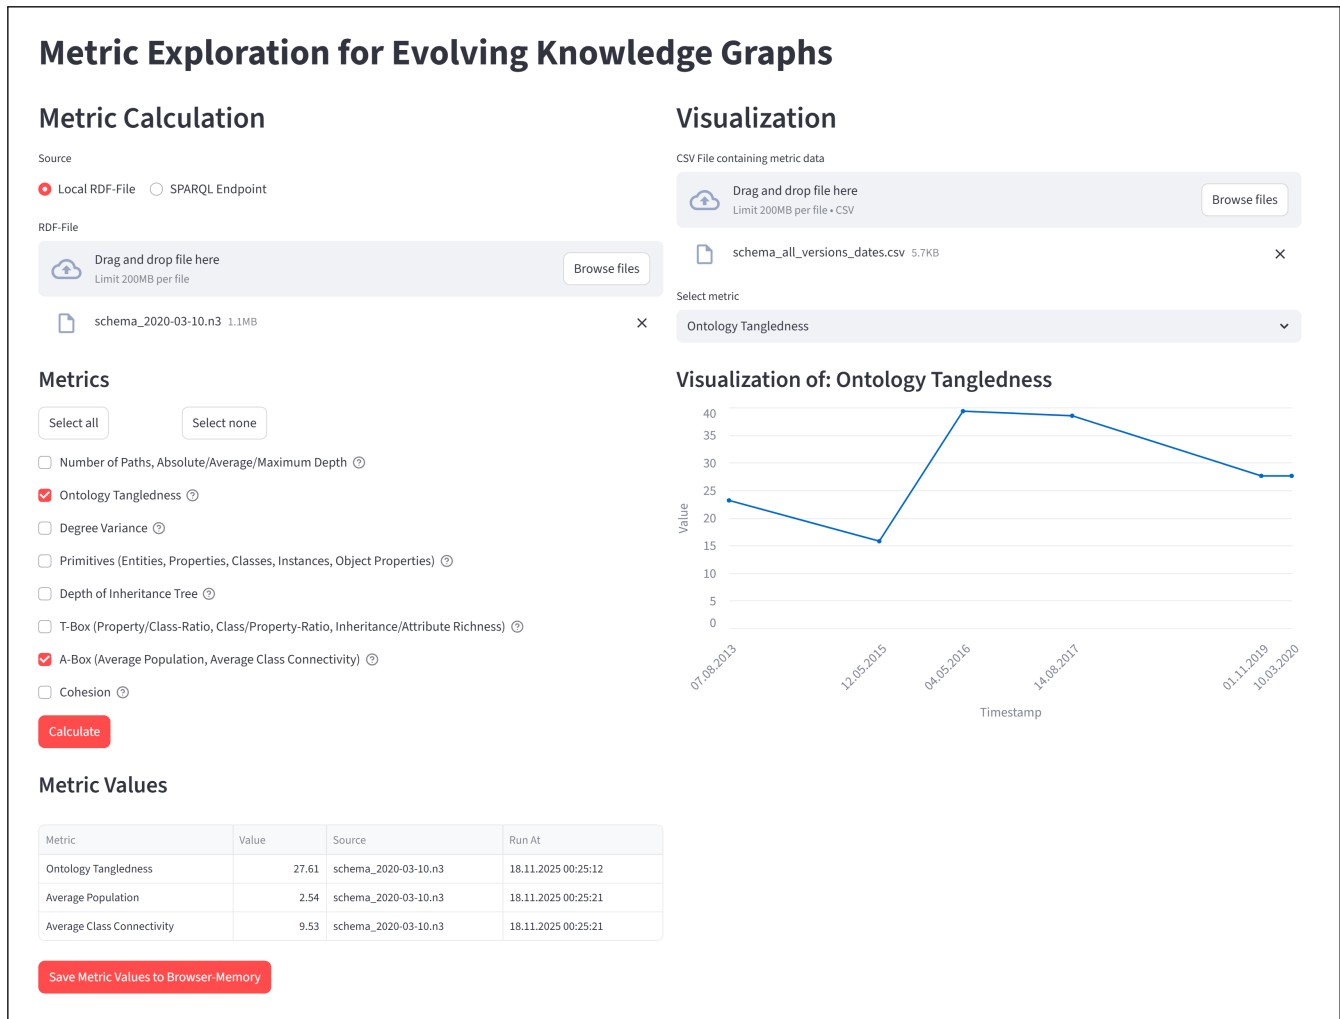 Metric Exploration for Evolving Knowledge Graphs
Metric Calculation
Source
Local RDF-File
SPARQL Endpoint
RDF-File
Drag and drop file here
Limit 200MB per file
Browse files
schema_2020-03-10.n3 1.1MB
Metrics
Select all
Select none
Number of Paths, Absolute/Average/Maximum Depth
Ontology Tangledness
Degree Variance
Primitives (Entities, Properties, Classes, Instances, Object Properties)
Depth of Inheritance Tree
T-Box (Property/Class-Ratio, Class/Property-Ratio, Inheritance/Attribute Richness)
A-Box (Average Population, Average Class Connectivity)
Cohesion
Calculate
Metric Values
Metric Value Source Run At
Ontology Tangledness 27.61 schema_2020-03-10.n3 18.11.2025 00:25:12
Average Population 2.54 schema_2020-03-10.n3 18.11.2025 00:25:21
Average Class Connectivity 9.53 schema_2020-03-10.n3 18.11.2025 00:25:21
Save Metric Values to Browser-Memory
Visualization
CSV File containing metric data
Drag and drop file here
Limit 200MB per file • CSV
Browse files
schema_all_versions_dates.csv 5.7KB
Select metric
Ontology Tangledness
Visualization of: Ontology Tangledness
40
35
30
25
20
15
10
5
0
Value
07.08.2013
12.05.2015
04.05.2016
14.08.2017
01.11.2019
10.03.2020
Timestamp